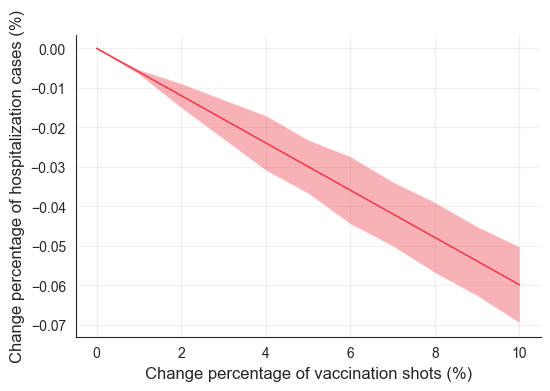 Change percentage of hospitalization cases (%)
0.00
−0.01
−0.02
−0.03
−0.04
−0.05
−0.06
−0.07
0 2 4 6 8 10
Change percentage of vaccination shots (%)